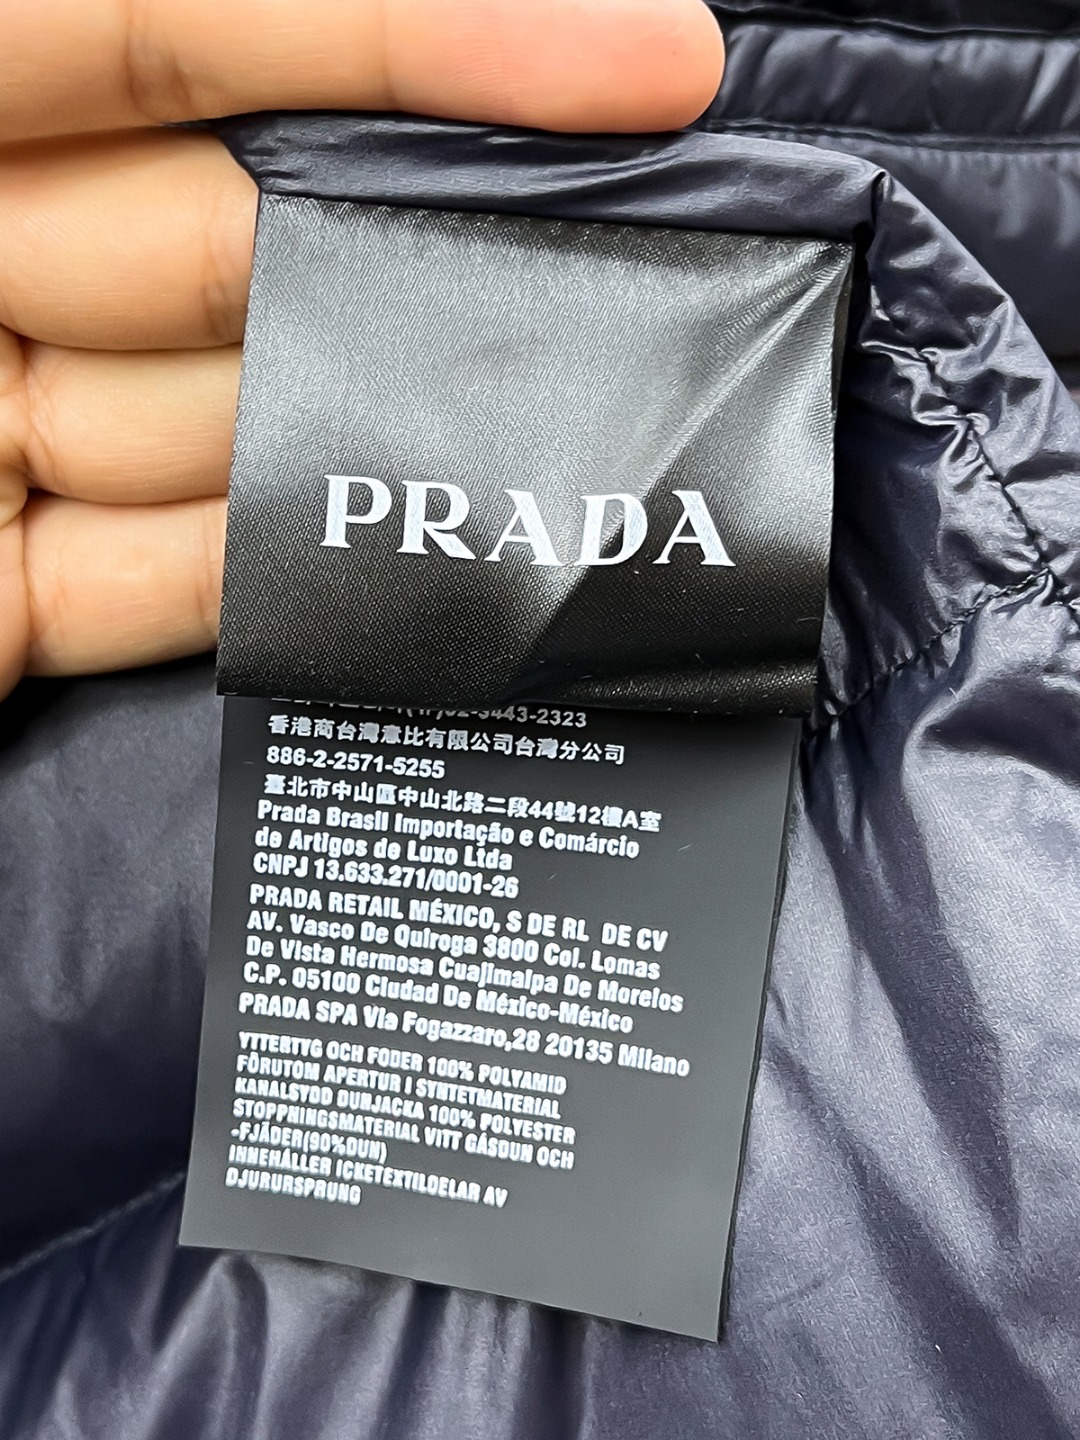 PRADA
2-3443-2323
香港商台灣意比有限公司台灣分公司
886-2-2571-5255
臺北市中山區中山北路二段44號12樓A室
Prada Brasil Importação e Comárcio
de Artigos de Luxo Ltda
CNPJ 13.633.271/0001-26
PRADA RETAIL MÉXICO, S DE RL DE CV
AV. Vasco De Quiroga 3800 Col. Lomas
De Vista Hermosa Cuajimalpa De Morelos
C.P. 05100 Ciudad De México-México
PRADA SPA Via Fogazzaro,28 20135 Milano
YTTERTYG OCH FODER 100% POLYAMID
FÖRUTOM APERTUR I SYNTETMATERIAL
KANALSYDD DUNJACKA 100% POLYESTER
STOPPNINGSMATERIAL VITT GÅSDUN OCH
-FJÄDER(90%DUN)
INNEHÅLLER ICKETEXTILDELAR AV
DJURURSPRUNG